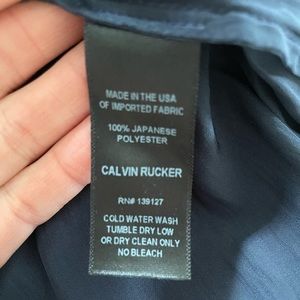 MADE IN THE USA
OF IMPORTED FABRIC
100% JAPANESE
POLYESTER
CALVIN RUCKER
RN# 139127
COLD WATER WASH
TUMBLE DRY LOW
OR DRY CLEAN ONLY
NO BLEACH